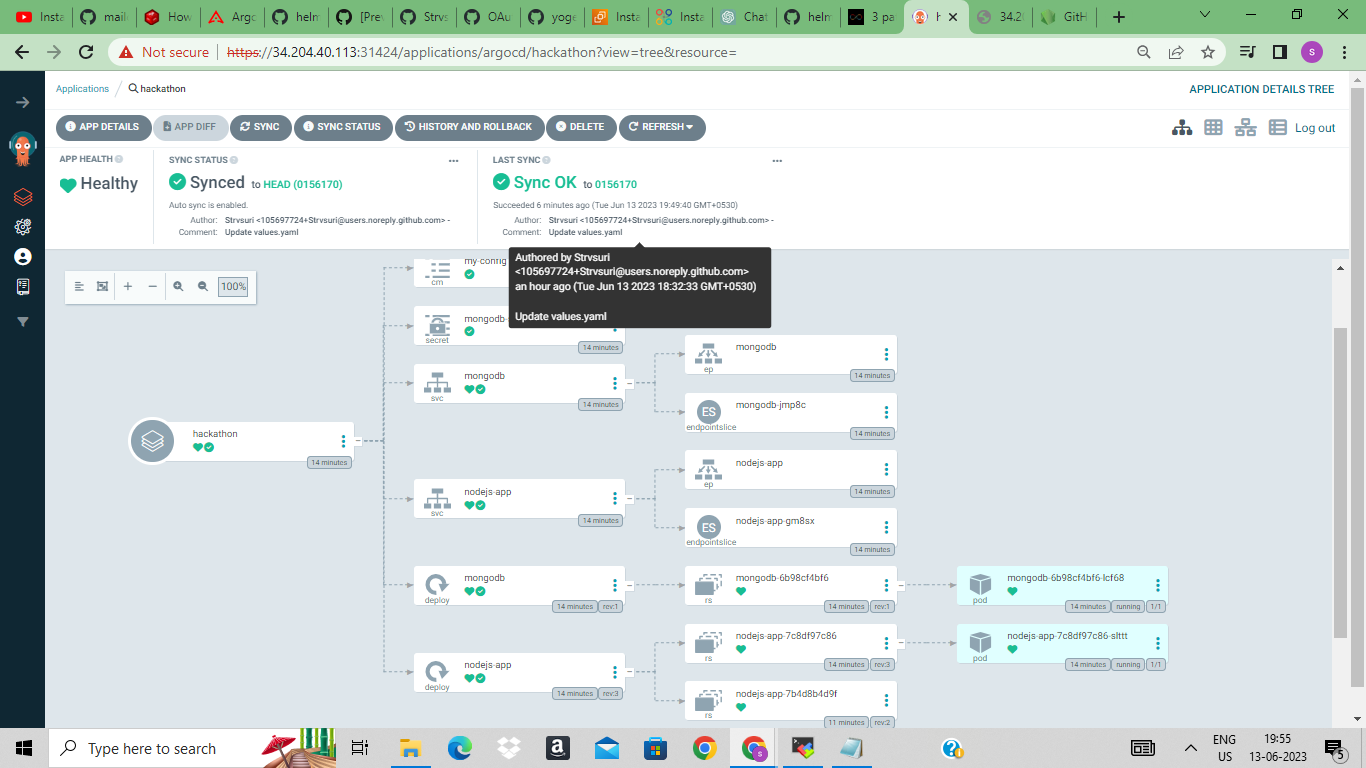 Insta
maile
How
Argo
helm
[Prev
Strvs
OAu
yoge
Insta
Insta
Chat
helm
3 pa
h
34.2
GitH
Not secure
https://34.204.40.113:31424/applications/argocd/hackathon?view=tree&resource=
S
Applications
hackathon
APPLICATION DETAILS TREE
APP DETAILS
APP DIFF
SYNC
SYNC STATUS
HISTORY AND ROLLBACK
DELETE
REFRESH
Log out
APP HEALTH
Healthy
SYNC STATUS
Synced to HEAD (0156170)
Auto sync is enabled.
Author: Strvsuri <105697724+Strvsuri@users.noreply.github.com> -
Comment: Update values.yaml
LAST SYNC
Sync OK to 0156170
Succeeded 6 minutes ago (Tue Jun 13 2023 19:49:40 GMT+0530)
Author: Strvsuri <105697724+Strvsuri@users.noreply.github.com> -
Comment: Update values.yaml
Authored by Strvsuri
<105697724+Strvsuri@users.noreply.github.com>
an hour ago (Tue Jun 13 2023 18:32:33 GMT+0530)
Update values.yaml
100%
my config
cm
mongodb-
secret
14 minutes
mongodb
svc
14 minutes
mongodb
ep
14 minutes
mongodb-jmp8c
ES
endpointslice
14 minutes
hackathon
14 minutes
nodejs-app
svc
14 minutes
nodejs-app
ep
14 minutes
nodejs-app-gm8sx
ES
endpointslice
14 minutes
mongodb
deploy
14 minutes rev:1
mongodb-6b98cf4bf6
rs
14 minutes rev:1
mongodb-6b98cf4bf6-lcf68
pod
14 minutes running 1/1
nodejs-app
deploy
14 minutes rev:3
nodejs-app-7c8df97c86
rs
14 minutes rev:3
nodejs-app-7c8df97c86-slttt
pod
14 minutes running 1/1
nodejs-app-7b4d8b4d9f
rs
11 minutes rev:2
Type here to search
ENG
US
19:55
13-06-2023
5